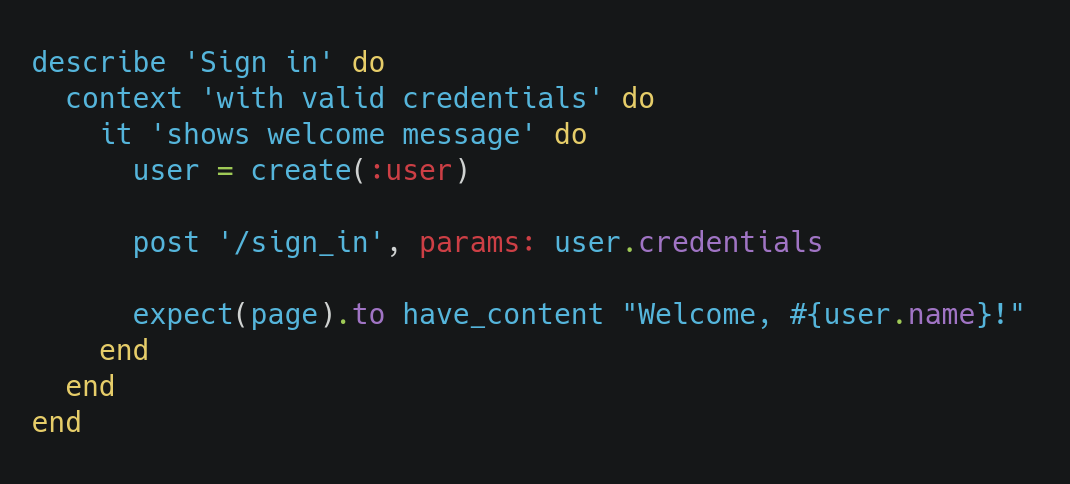 describe 'Sign in' do
  context 'with valid credentials' do
    it 'shows welcome message' do
      user = create(:user)

      post '/sign_in', params: user.credentials

      expect(page).to have_content "Welcome, #{user.name}!"
    end
  end
end